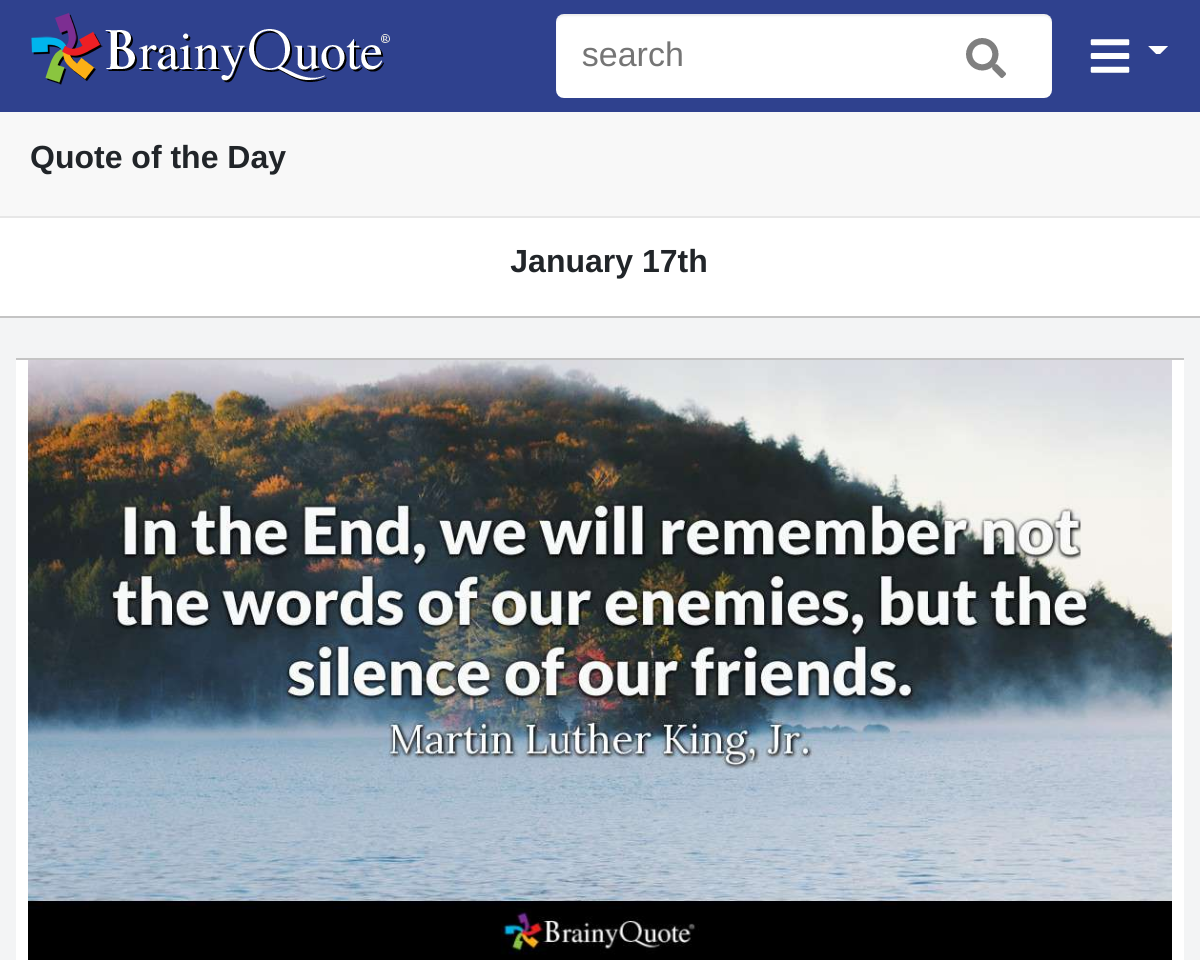 BrainyQuote®
search
Quote of the Day
January 17th
In the End, we will remember not
the words of our enemies, but the
silence of our friends.
Martin Luther King, Jr.
BrainyQuote®